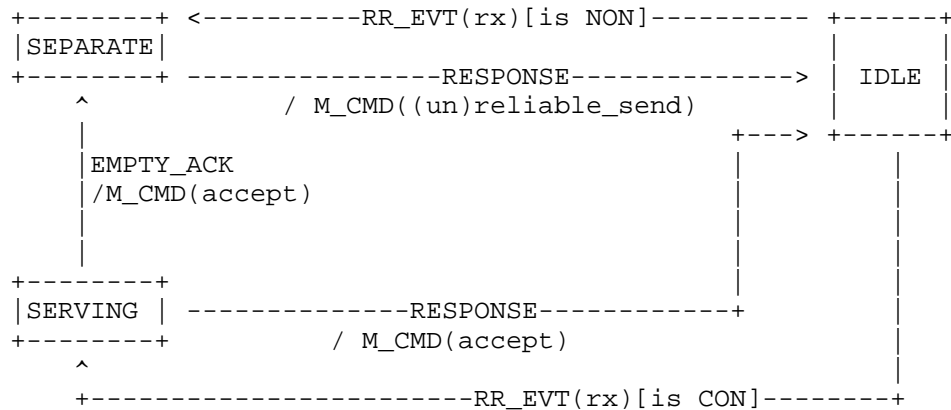 +--------+ <----------RR_EVT(rx)[is NON]---------- +------+
|SEPARATE| | |
+--------+ ----------------RESPONSE--------------> | IDLE |
^ / M_CMD((un)reliable_send) | |
| +---> +------+
|EMPTY_ACK | |
|/M_CMD(accept) | |
| | |
| | |
+--------+ | |
|SERVING | --------------RESPONSE------------+ |
+--------+ / M_CMD(accept) |
^ |
+------------------------RR_EVT(rx)[is CON]--------+